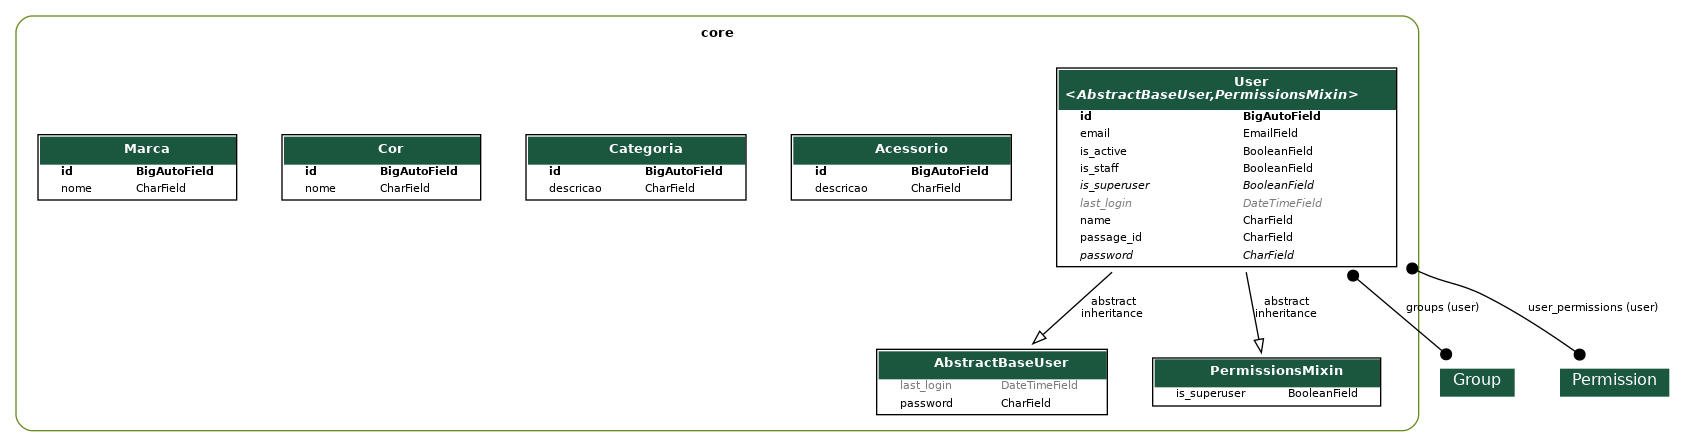 core
Marca
id BigAutoField
nome CharField
Cor
id BigAutoField
nome CharField
Categoria
id BigAutoField
descricao CharField
Acessorio
id BigAutoField
descricao CharField
User
<AbstractBaseUser,PermissionsMixin>
id BigAutoField
email EmailField
is_active BooleanField
is_staff BooleanField
is_superuser BooleanField
last_login DateTimeField
name CharField
passage_id CharField
password CharField
abstract
inheritance
abstract
inheritance
groups (user)
user_permissions (user)
AbstractBaseUser
last_login DateTimeField
password CharField
PermissionsMixin
is_superuser BooleanField
Group
Permission